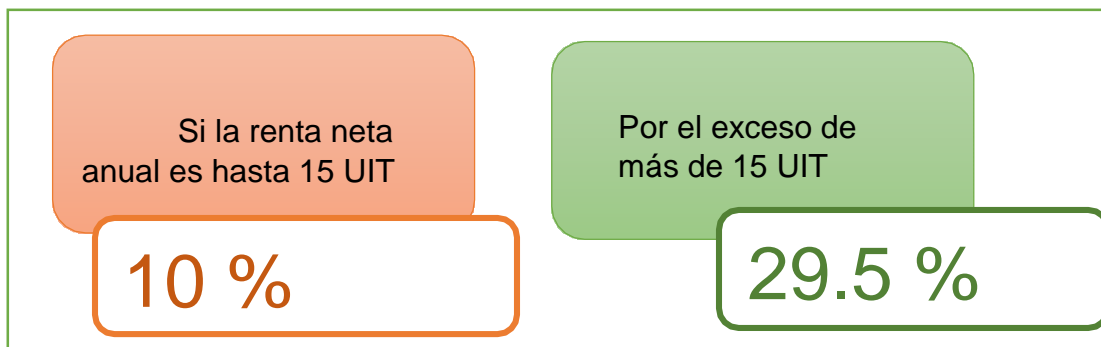 Si la renta neta
anual es hasta 15 UIT
10 %
Por el exceso de
más de 15 UIT
29.5 %